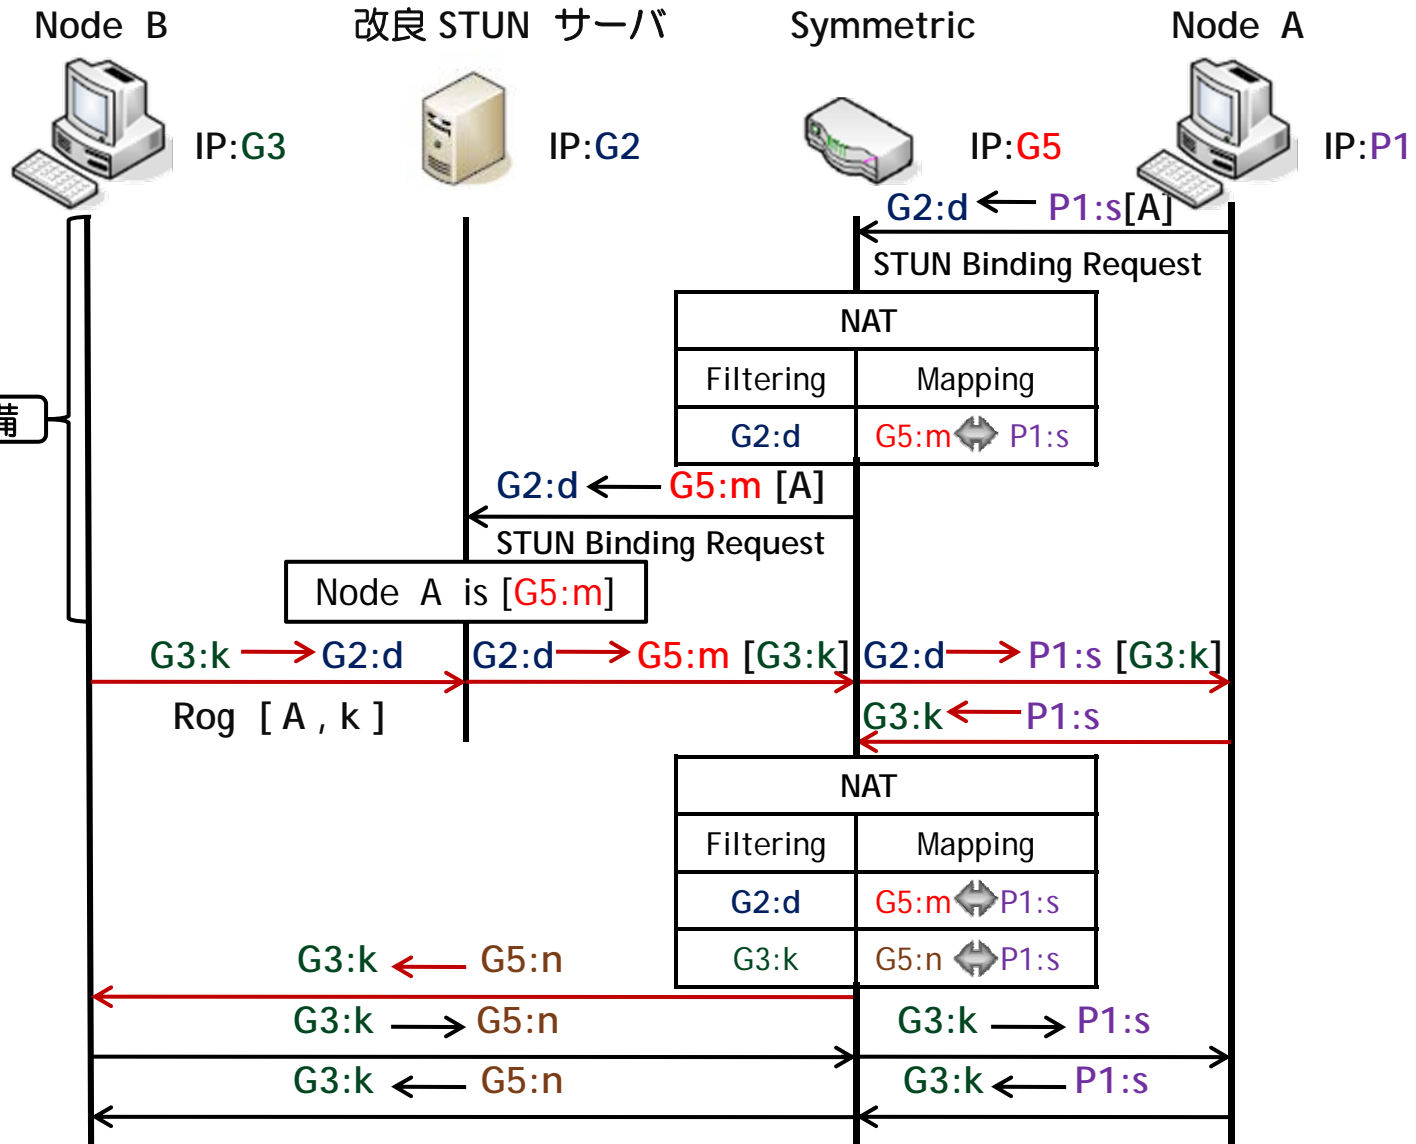 Node B
改良 STUN サーバ
Symmetric
Node A
IP:G3
IP:G2
IP:G5
IP:P1
G2:d P1:s[A]
STUN Binding Request
NAT
Filtering Mapping
G2:d G5:m P1:s
備
G2:d G5:m [A]
STUN Binding Request
Node A is [G5:m]
G3:k G2:d
G2:d G5:m [G3:k]
G2:d P1:s [G3:k]
Rog [ A , k ]
G3:k P1:s
NAT
Filtering Mapping
G2:d G5:m P1:s
G3:k G5:n P1:s
G3:k G5:n
G3:k G5:n
G3:k P1:s
G3:k G5:n
G3:k P1:s